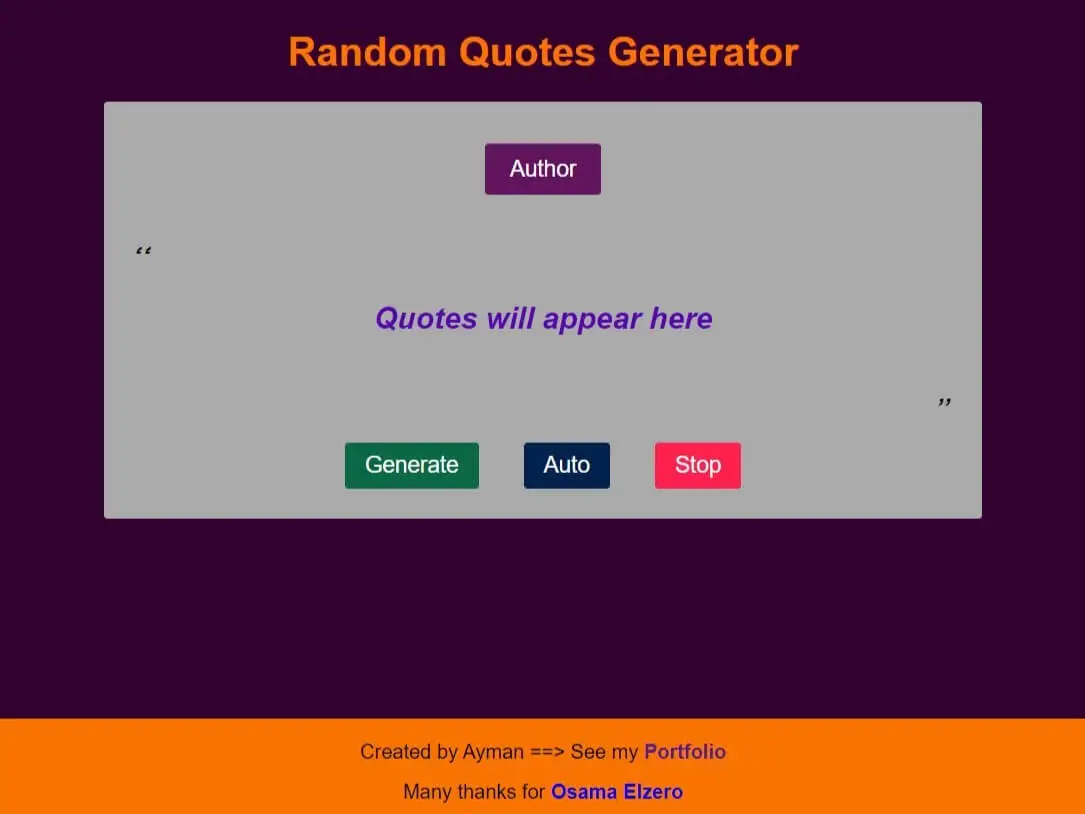 Random Quotes Generator
Author
“
Quotes will appear here
”
Generate Auto Stop
Created by Ayman ==> See my Portfolio
Many thanks for Osama Elzero